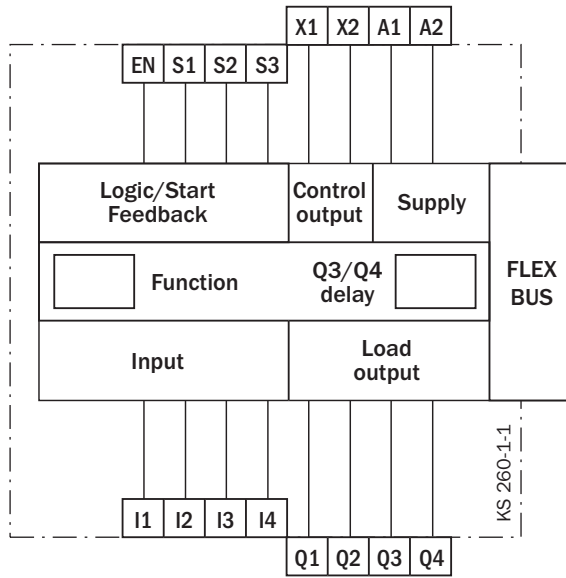 X1 X2 A1 A2
EN S1 S2 S3
Logic/Start
Feedback
Control
output
Supply
Function
Q3/Q4
delay
FLEX
BUS
Input
Load
output
KS 260-1-1
I1 I2 I3 I4
Q1 Q2 Q3 Q4